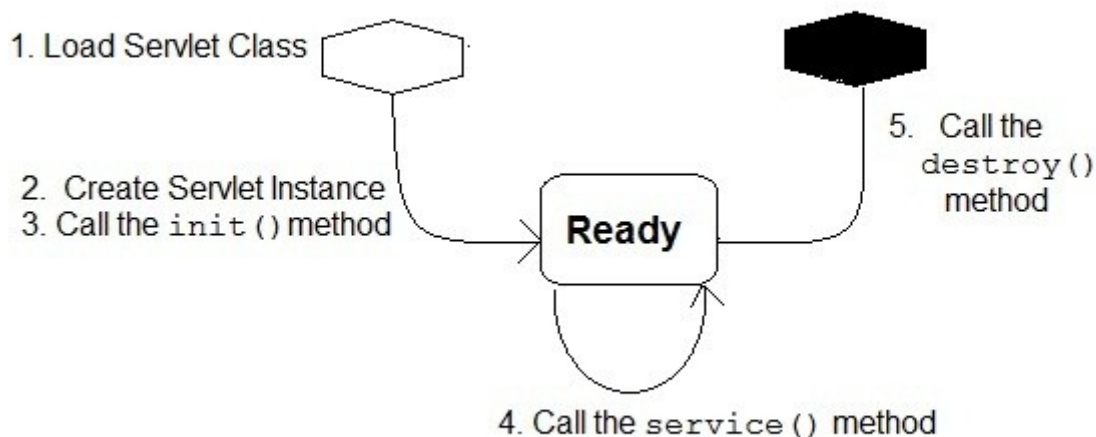 1. Load Servlet Class
2. Create Servlet Instance
3. Call the init() method
Ready
4. Call the service() method
5. Call the
destroy()
method